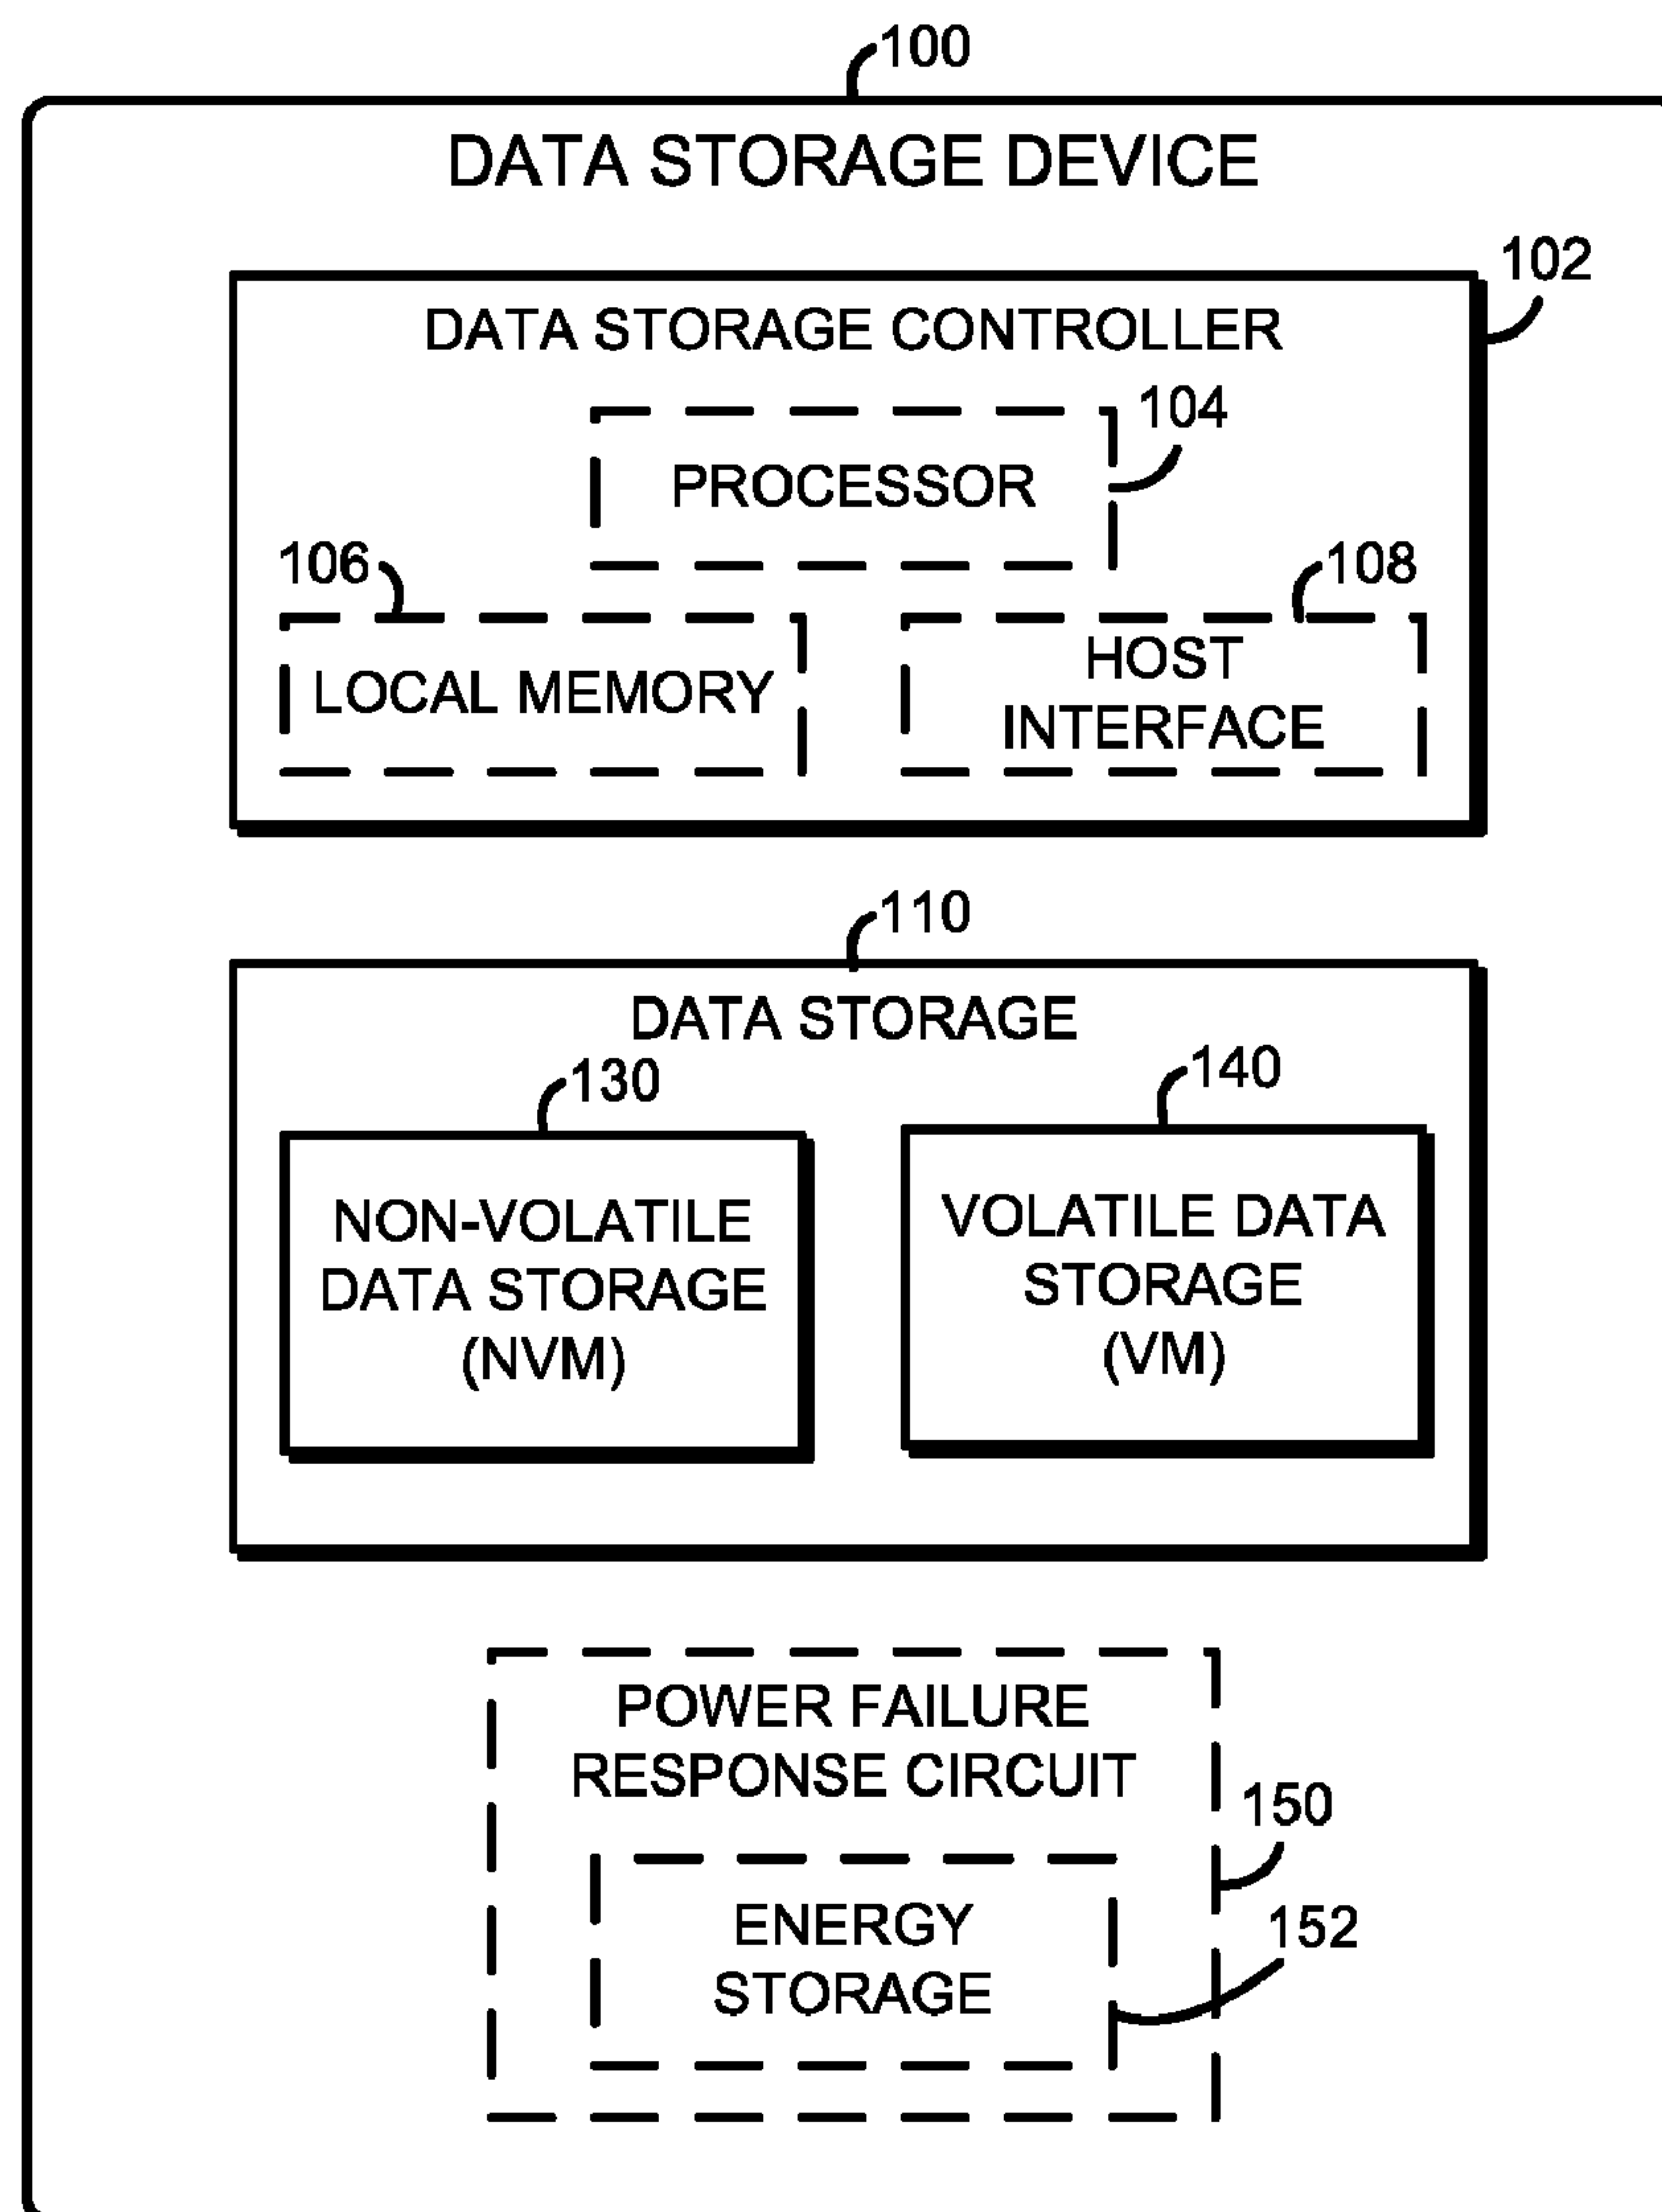 100
DATA STORAGE DEVICE
102
DATA STORAGE CONTROLLER
104
PROCESSOR
106
108
LOCAL MEMORY
HOST
INTERFACE
110
DATA STORAGE
130
140
NON-VOLATILE
DATA STORAGE
(NVM)
VOLATILE DATA
STORAGE
(VM)
POWER FAILURE
RESPONSE CIRCUIT
150
ENERGY
STORAGE
152